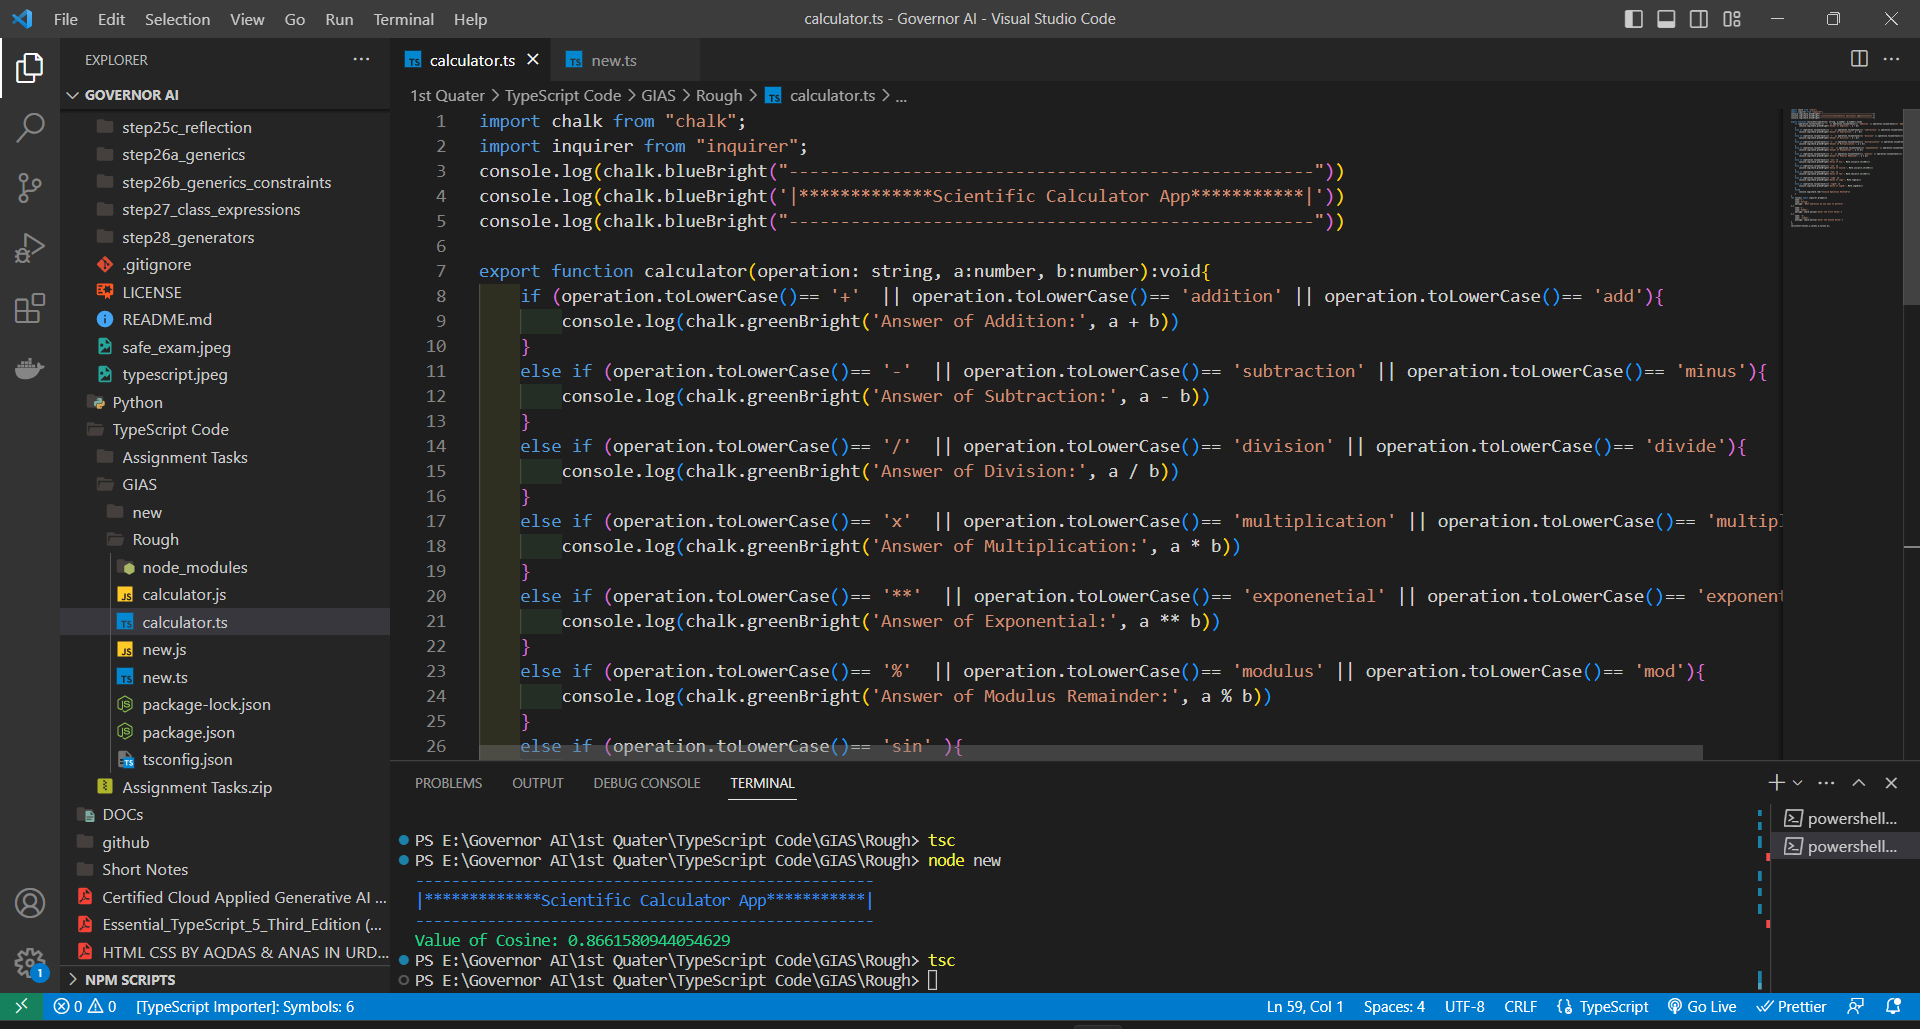 File Edit Selection View Go Run Terminal Help
calculator.ts - Governor AI - Visual Studio Code
EXPLORER
GOVERNOR AI
step25c_reflection
step26a_generics
step26b_generics_constraints
step27_class_expressions
step28_generators
.gitignore
LICENSE
README.md
safe_exam.jpeg
typescript.jpeg
Python
TypeScript Code
Assignment Tasks
GIAS
new
Rough
node_modules
calculator.js
calculator.ts
new.js
new.ts
package-lock.json
package.json
tsconfig.json
Assignment Tasks.zip
DOCs
github
Short Notes
Certified Cloud Applied Generative AI ...
Essential_TypeScript_5_Third_Edition (...
HTML CSS BY AQDAS & ANAS IN URD...
NPM SCRIPTS
calculator.ts new.ts
1st Quater > TypeScript Code > GIAS > Rough > calculator.ts > ...
1 import chalk from "chalk";
2 import inquirer from "inquirer";
3 console.log(chalk.blueBright("---------------------------------------------------"))
4 console.log(chalk.blueBright('|*************Scientific Calculator App***********|'))
5 console.log(chalk.blueBright("---------------------------------------------------"))
6
7 export function calculator(operation: string, a:number, b:number):void{
8 if (operation.toLowerCase()== '+'  || operation.toLowerCase()== 'addition' || operation.toLowerCase()== 'add'){
9 console.log(chalk.greenBright('Answer of Addition:', a + b))
10 }
11 else if (operation.toLowerCase()== '-'  || operation.toLowerCase()== 'subtraction' || operation.toLowerCase()== 'minus'){
12 console.log(chalk.greenBright('Answer of Subtraction:', a - b))
13 }
14 else if (operation.toLowerCase()== '/'  || operation.toLowerCase()== 'division' || operation.toLowerCase()== 'divide'){
15 console.log(chalk.greenBright('Answer of Division:', a / b))
16 }
17 else if (operation.toLowerCase()== 'x'  || operation.toLowerCase()== 'multiplication' || operation.toLowerCase()== 'multipl
18 console.log(chalk.greenBright('Answer of Multiplication:', a * b))
19 }
20 else if (operation.toLowerCase()== '**'  || operation.toLowerCase()== 'exponenetial' || operation.toLowerCase()== 'exponent
21 console.log(chalk.greenBright('Answer of Exponential:', a ** b))
22 }
23 else if (operation.toLowerCase()== '%'  || operation.toLowerCase()== 'modulus' || operation.toLowerCase()== 'mod'){
24 console.log(chalk.greenBright('Answer of Modulus Remainder:', a % b))
25 }
26 else if (operation.toLowerCase()== 'sin' ){
PROBLEMS OUTPUT DEBUG CONSOLE TERMINAL
PS E:\Governor AI\1st Quater\TypeScript Code\GIAS\Rough> tsc
PS E:\Governor AI\1st Quater\TypeScript Code\GIAS\Rough> node new
---------------------------------------------------
|*************Scientific Calculator App***********|
---------------------------------------------------
Value of Cosine: 0.8661580944054629
PS E:\Governor AI\1st Quater\TypeScript Code\GIAS\Rough> tsc
PS E:\Governor AI\1st Quater\TypeScript Code\GIAS\Rough>
powershell...
powershell...
1
0 0 [TypeScript Importer]: Symbols: 6
Ln 59, Col 1 Spaces: 4 UTF-8 CRLF {} TypeScript Go Live Prettier